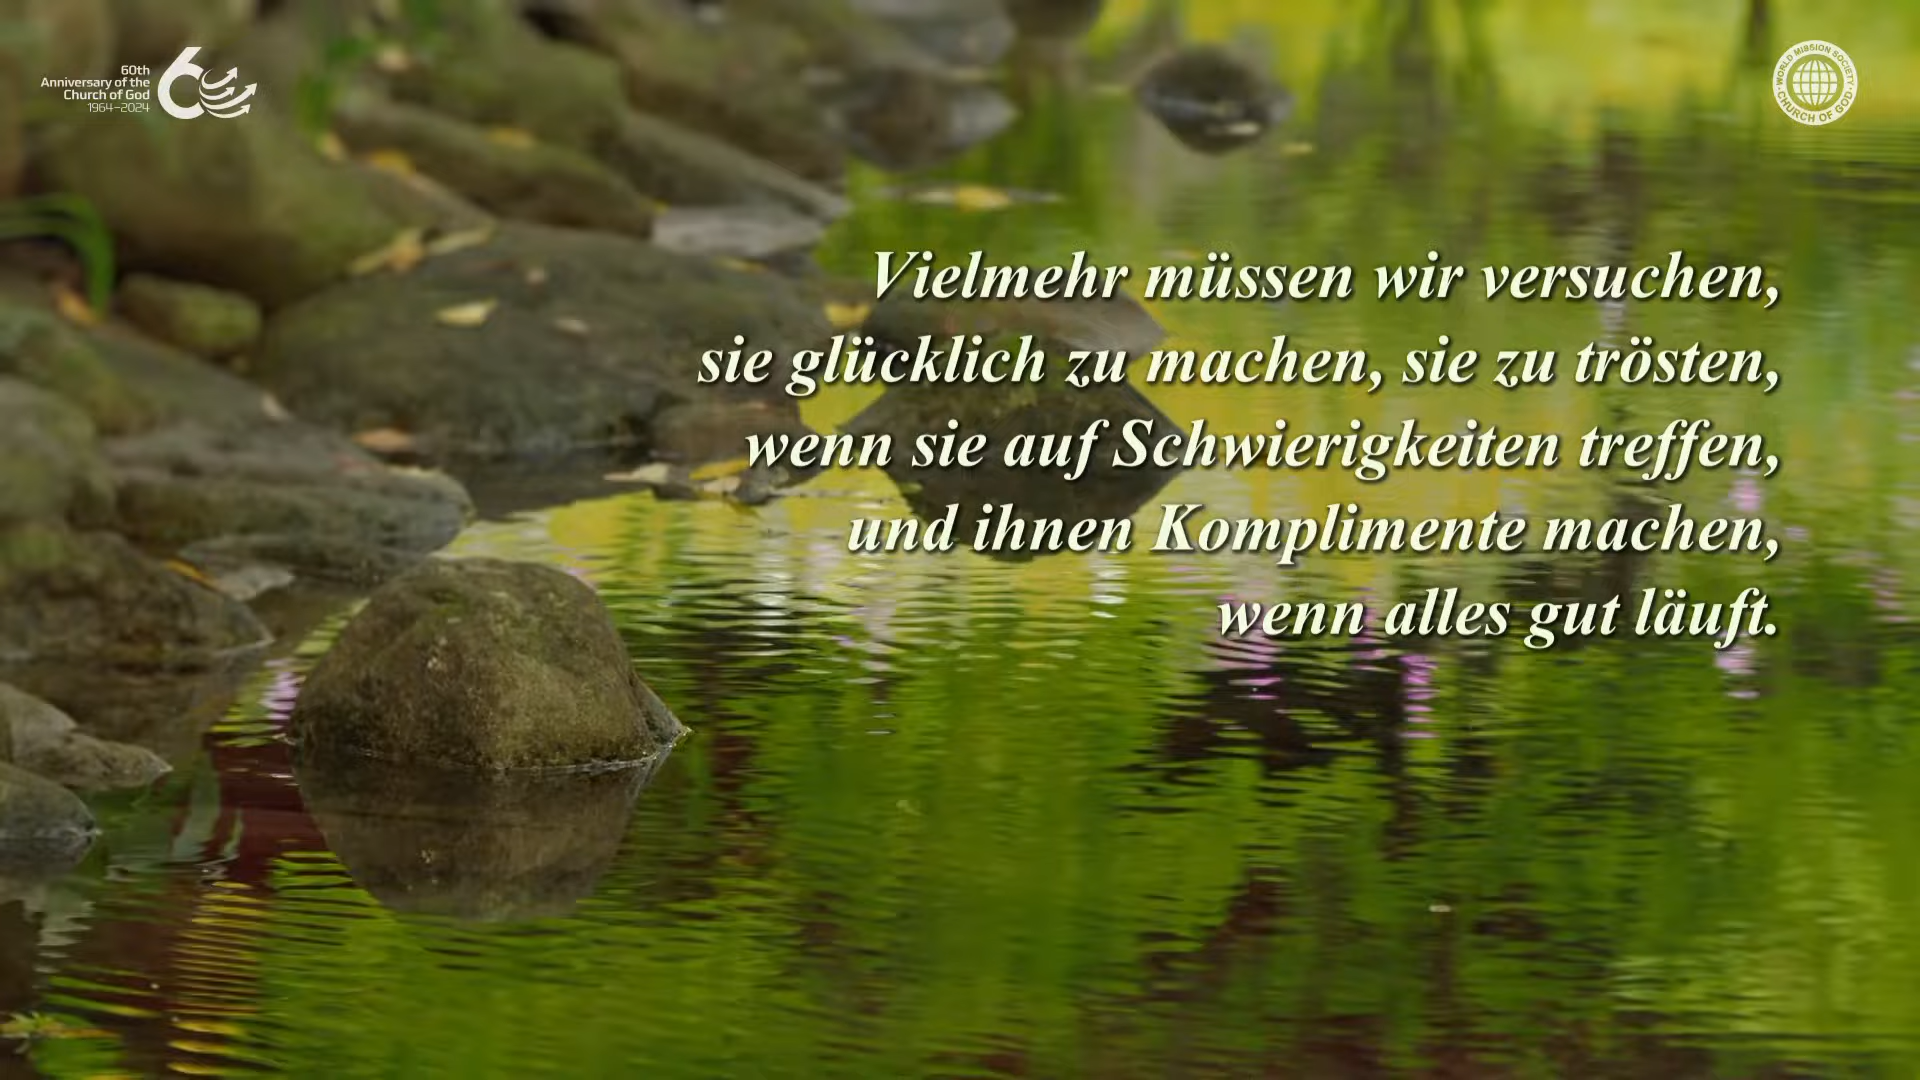 60th
Anniversary of the
Church of God
1964–2024
60
WORLD MISSION SOCIETY
CHURCH OF GOD
Vielmehr müssen wir versuchen,
sie glücklich zu machen, sie zu trösten,
wenn sie auf Schwierigkeiten treffen,
und ihnen Komplimente machen,
wenn alles gut läuft.